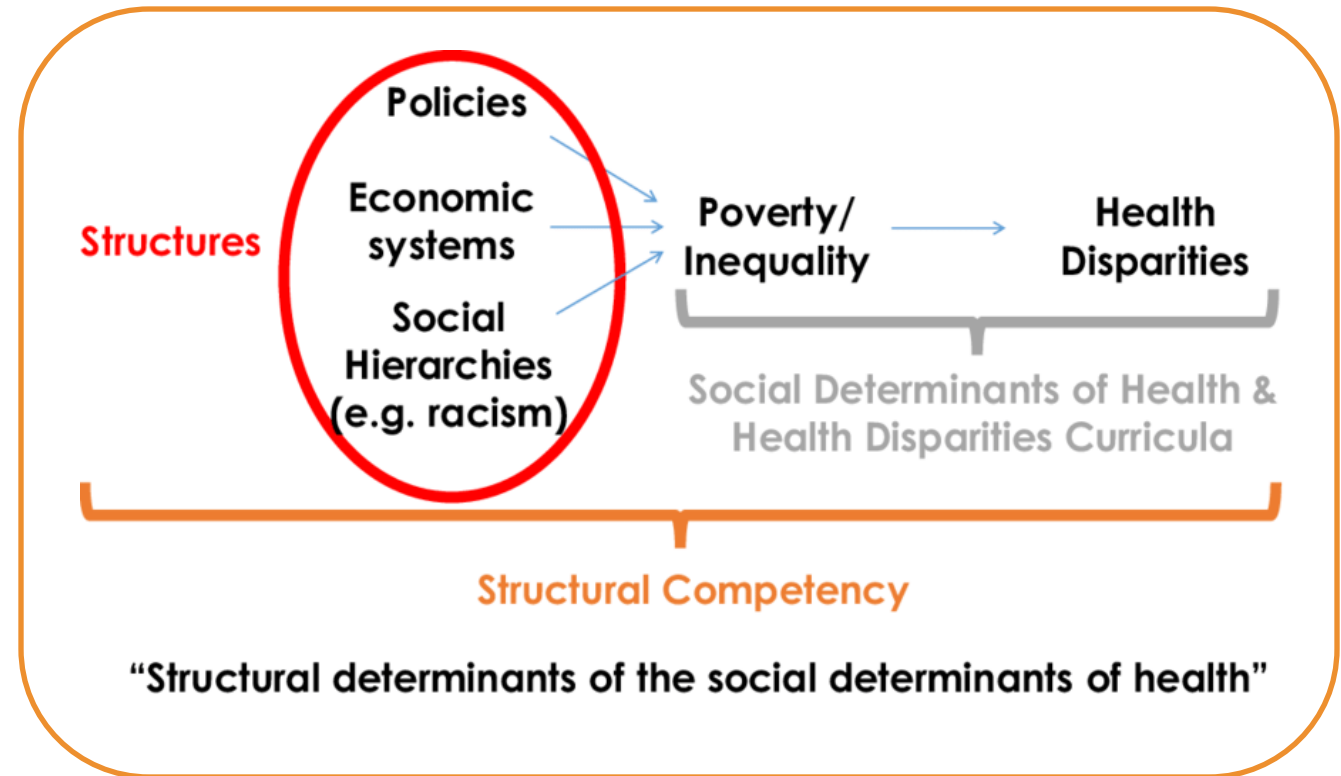 Policies
Economic
systems
Structures
Social
Hierarchies
(e.g. racism)
Poverty/
Inequality
Health
Disparities
Social Determinants of Health &
Health Disparities Curricula
Structural Competency
“Structural determinants of the social determinants of health”